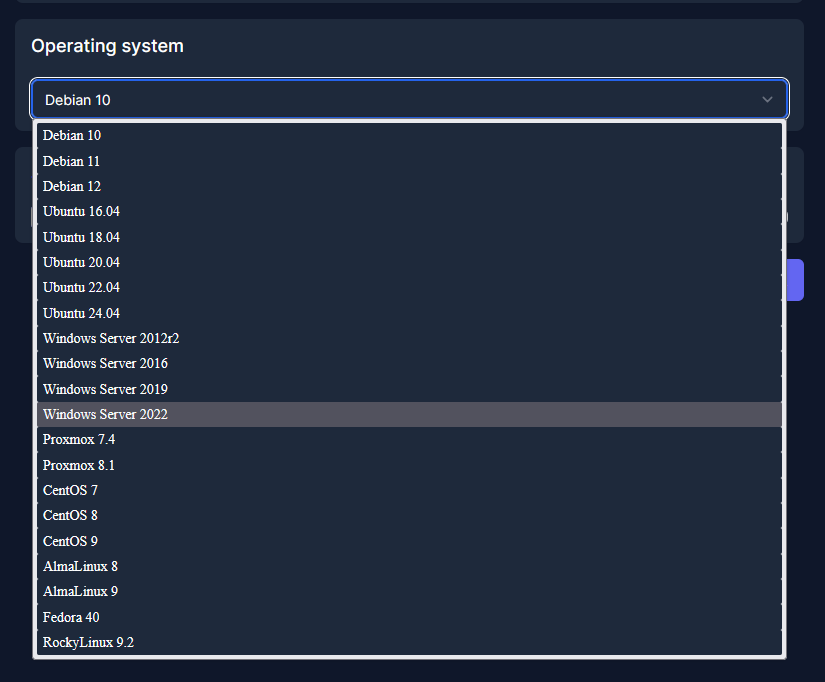 Operating system
Debian 10
Debian 10
Debian 11
Debian 12
Ubuntu 16.04
Ubuntu 18.04
Ubuntu 20.04
Ubuntu 22.04
Ubuntu 24.04
Windows Server 2012r2
Windows Server 2016
Windows Server 2019
Windows Server 2022
Proxmox 7.4
Proxmox 8.1
CentOS 7
CentOS 8
CentOS 9
AlmaLinux 8
AlmaLinux 9
Fedora 40
RockyLinux 9.2